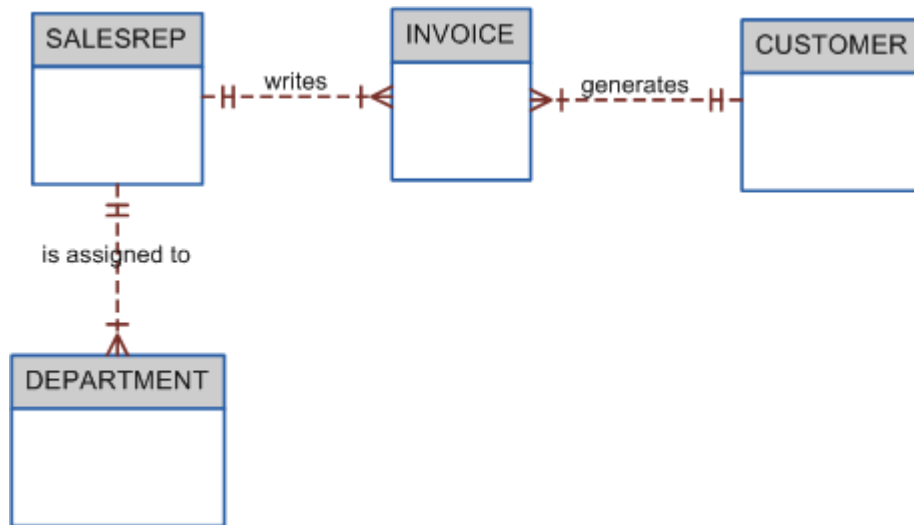 SALESREP
INVOICE
CUSTOMER
writes
generates
is assigned to
DEPARTMENT